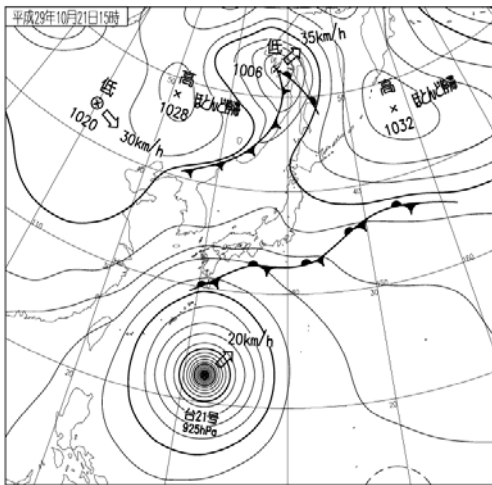 平成29年10月21日15時
低
35km/h
1006
低
1020
30km/h
高
1028
ほとんど停滞
高
1032
ほとんど停滞
20km/h
台21号
925hPa